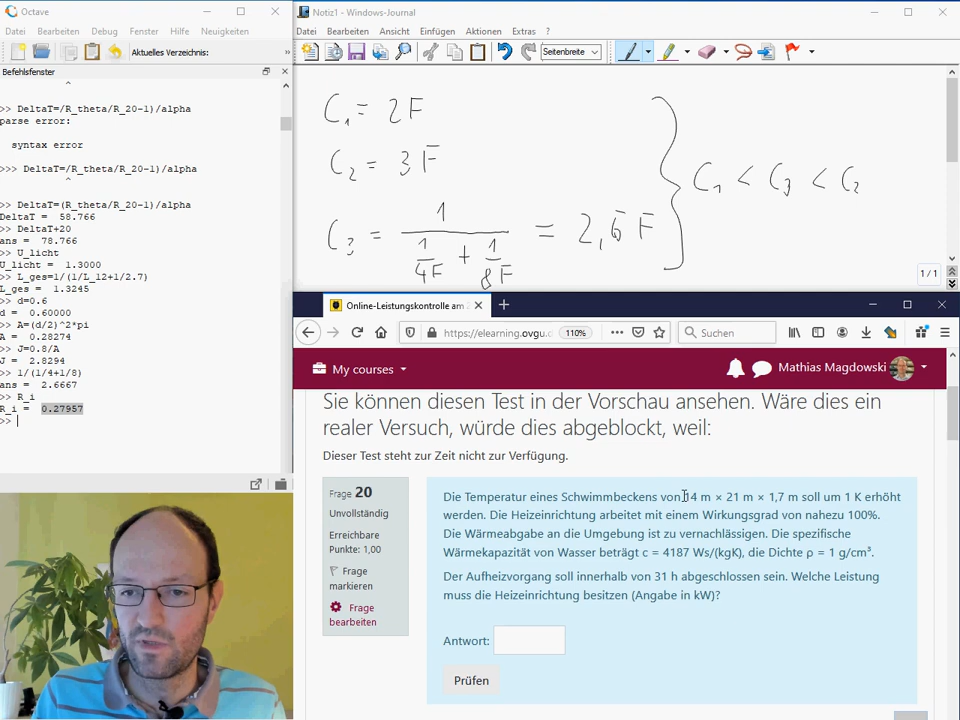 Octave
Datei Bearbeiten Debug Fenster Hilfe Neuigkeiten
Aktuelles Verzeichnis: »
Befehlsfenster
^
>> DeltaT=/R_theta/R_20-1)/alpha
parse error:
syntax error
>>> DeltaT=/R_theta/R_20-1)/alpha
^
>> DeltaT=(R_theta/R_20-1)/alpha
DeltaT = 58.766
>> DeltaT+20
ans = 78.766
>> U_licht
U_licht = 1.3000
>> L_ges=1/(1/L_12+1/2.7)
L_ges = 1.3245
>> d=0.6
d = 0.60000
>> A=(d/2)^2*pi
A = 0.28274
>> J=0.8/A
J = 2.8294
>> 1/(1/4+1/8)
ans = 2.6667
>> R_i
R_i = 0.27957
>>
Notiz1 - Windows-Journal
Datei Bearbeiten Ansicht Einfügen Aktionen Extras ?
Seitenbreite
C₁ = 2F
C₂ = 3F
C₃ = 1 / (1/4F + 1/8F) = 2,6̅ F
C₁ < C₃ < C₂
1 / 1
Online-Leistungskontrolle am
https://elearning.ovgu. 110% Suchen
My courses Mathias Magdowski
Sie können diesen Test in der Vorschau ansehen. Wäre dies ein
realer Versuch, würde dies abgeblockt, weil:
Dieser Test steht zur Zeit nicht zur Verfügung.
Frage 20
Unvollständig
Erreichbare
Punkte: 1,00
Frage
markieren
Frage
bearbeiten
Die Temperatur eines Schwimmbeckens von 14 m × 21 m × 1,7 m soll um 1 K erhöht
werden. Die Heizeinrichtung arbeitet mit einem Wirkungsgrad von nahezu 100%.
Die Wärmeabgabe an die Umgebung ist zu vernachlässigen. Die spezifische
Wärmekapazität von Wasser beträgt c = 4187 Ws/(kgK), die Dichte ρ = 1 g/cm³.
Der Aufheizvorgang soll innerhalb von 31 h abgeschlossen sein. Welche Leistung
muss die Heizeinrichtung besitzen (Angabe in kW)?
Antwort:
Prüfen